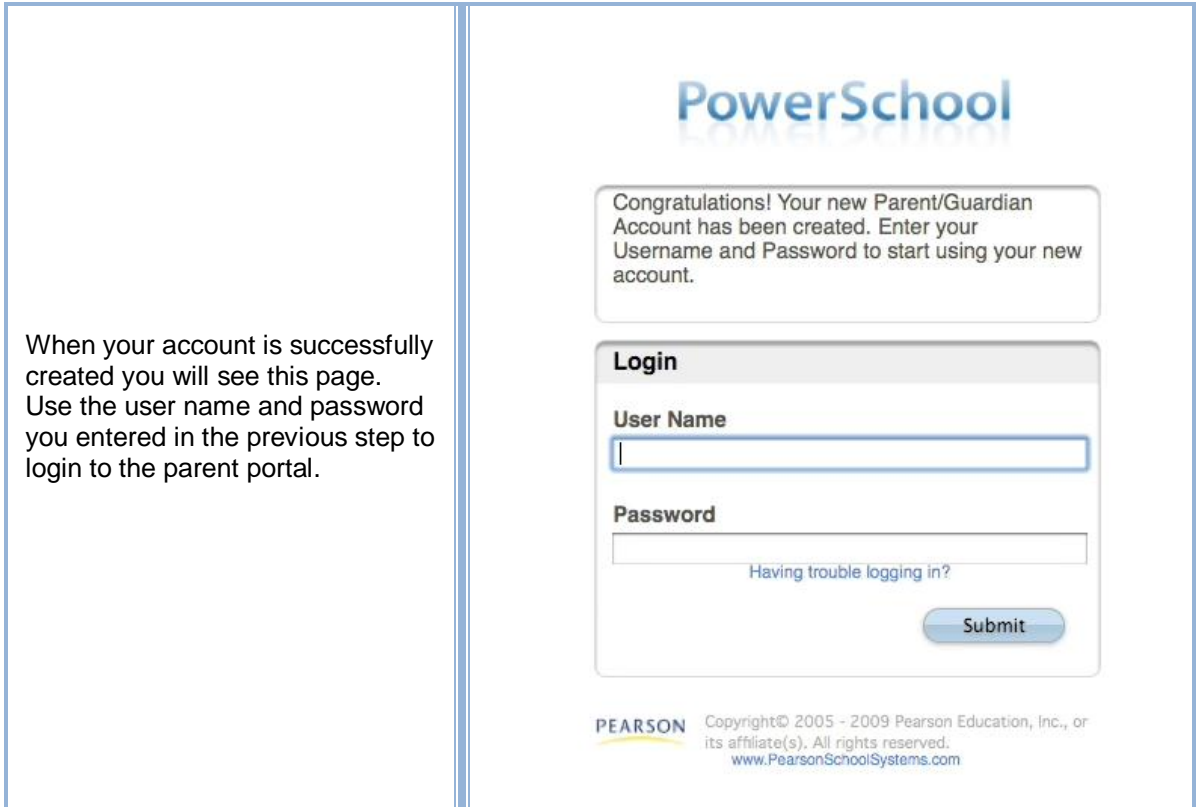 When your account is successfully
created you will see this page.
Use the user name and password
you entered in the previous step to
login to the parent portal.
PowerSchool
Congratulations! Your new Parent/Guardian
Account has been created. Enter your
Username and Password to start using your new
account.
Login
User Name
Password
Having trouble logging in?
Submit
PEARSON
Copyright© 2005 - 2009 Pearson Education, Inc., or
its affiliate(s). All rights reserved.
www.PearsonSchoolSystems.com